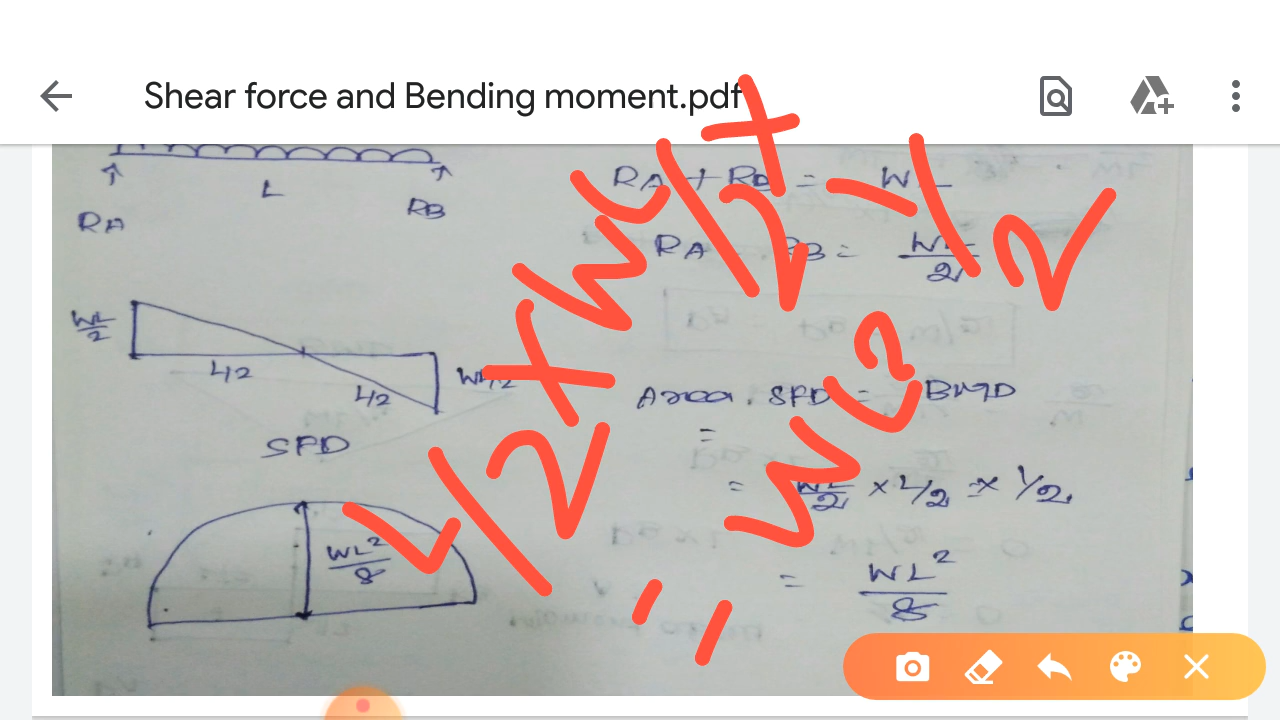 Shear force and Bending moment.pdf
L
RA
RB
RA + RB = WL
RA = RB = WL/2
WL/2
L/2
L/2
WL/2
SFD
Area. SFD = BMD
=
= WL/2 × L/2 × 1/2
WL²/8
= WL²/8
L/2 × WL/2 × 1/2
= WL²